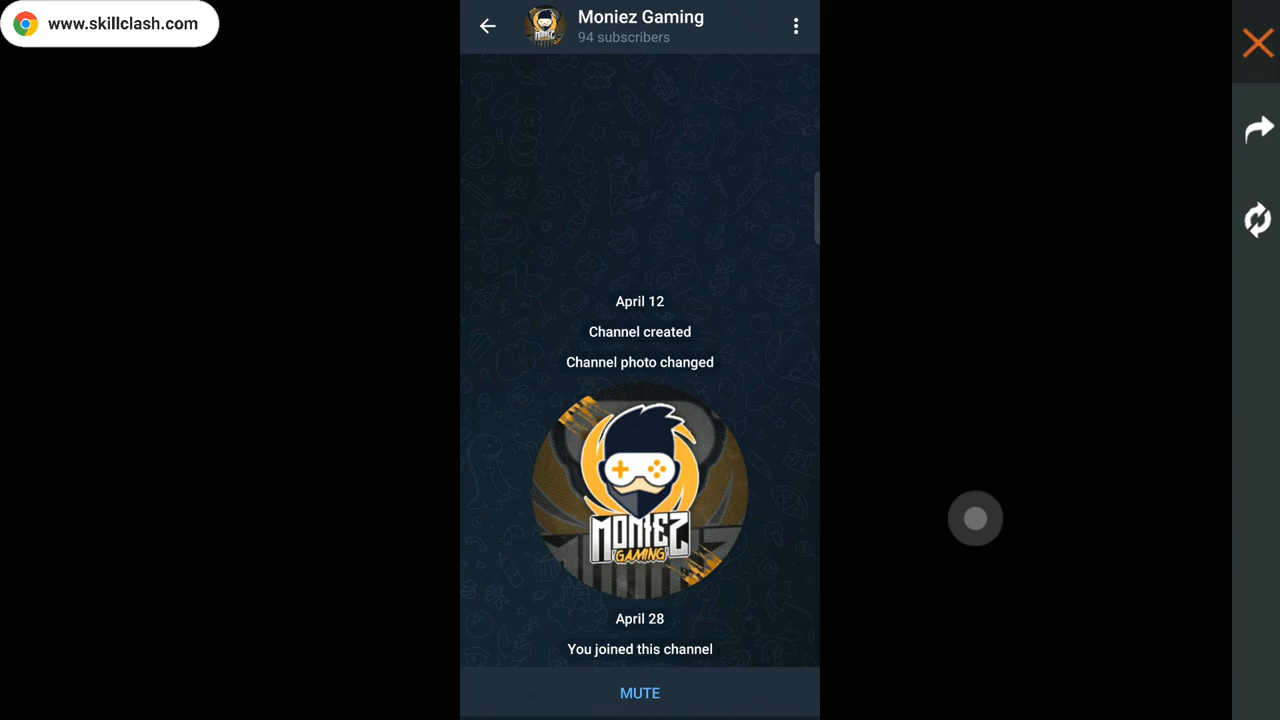 www.skillclash.com
Moniez Gaming
94 subscribers
April 12
Channel created
Channel photo changed
MONIEZ
GAMING
April 28
You joined this channel
MUTE